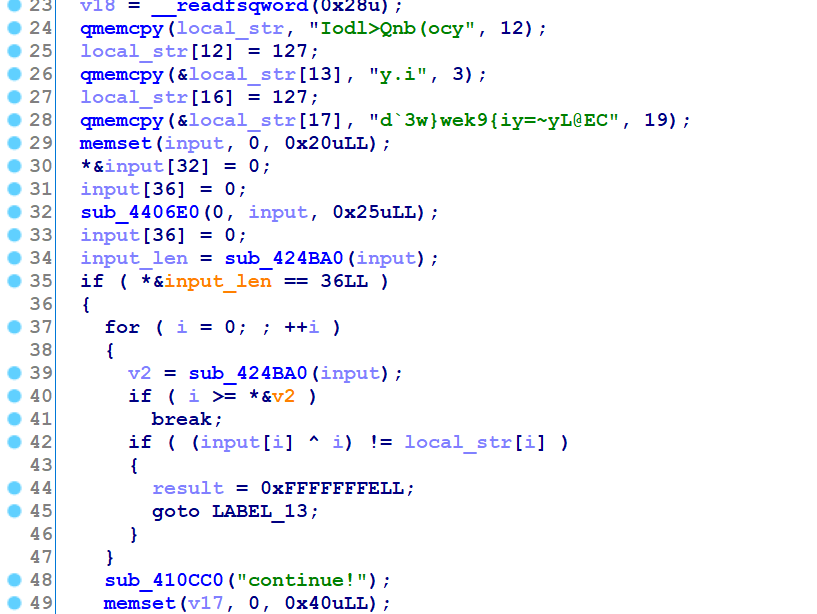 23 v18 = __readfsqword(0x28u);
24 qmemcpy(local_str, "Iodl>Qnb(ocy", 12);
25 local_str[12] = 127;
26 qmemcpy(&local_str[13], "y.i", 3);
27 local_str[16] = 127;
28 qmemcpy(&local_str[17], "d`3w}wek9{iy=~yL@EC", 19);
29 memset(input, 0, 0x20uLL);
30 *&input[32] = 0;
31 input[36] = 0;
32 sub_4406E0(0, input, 0x25uLL);
33 input[36] = 0;
34 input_len = sub_424BA0(input);
35 if ( *&input_len == 36LL )
36 {
37 for ( i = 0; ; ++i )
38 {
39 v2 = sub_424BA0(input);
40 if ( i >= *&v2 )
41 break;
42 if ( (input[i] ^ i) != local_str[i] )
43 {
44 result = 0xFFFFFFFELL;
45 goto LABEL_13;
46 }
47 }
48 sub_410CC0("continue!");
49 memset(v17, 0, 0x40uLL);